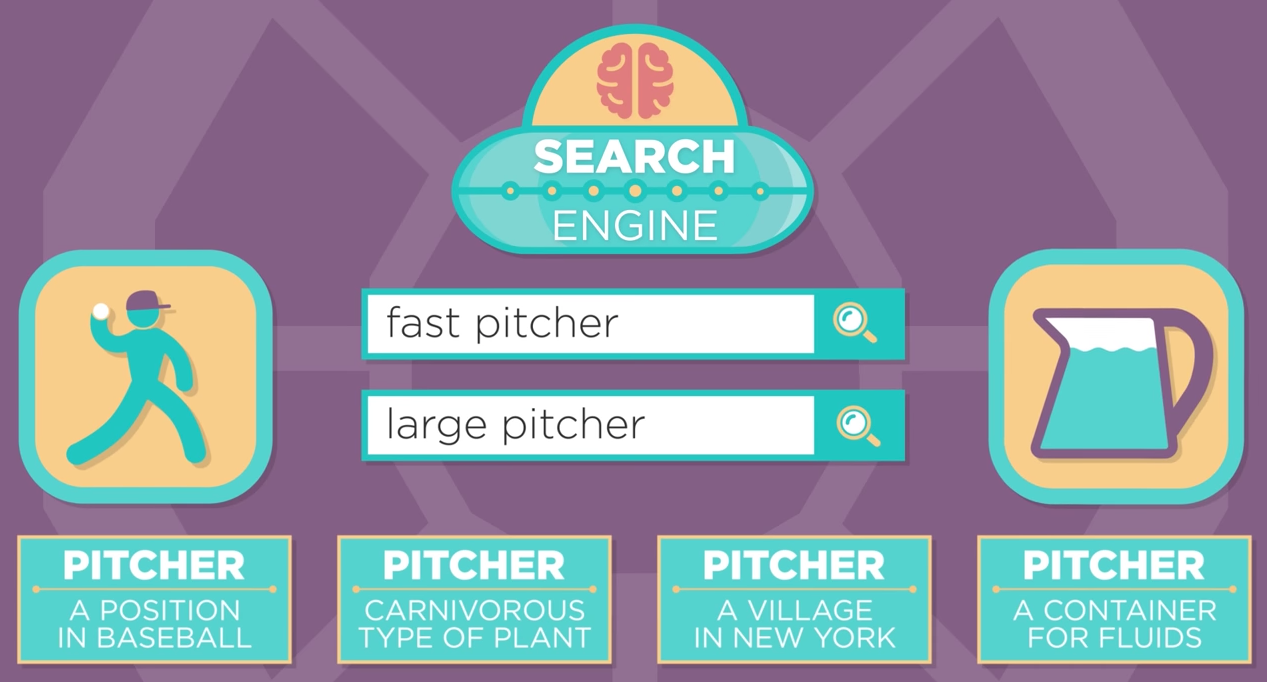 SEARCH
ENGINE
fast pitcher
large pitcher
PITCHER
A POSITION
IN BASEBALL
PITCHER
CARNIVOROUS
TYPE OF PLANT
PITCHER
A VILLAGE
IN NEW YORK
PITCHER
A CONTAINER
FOR FLUIDS